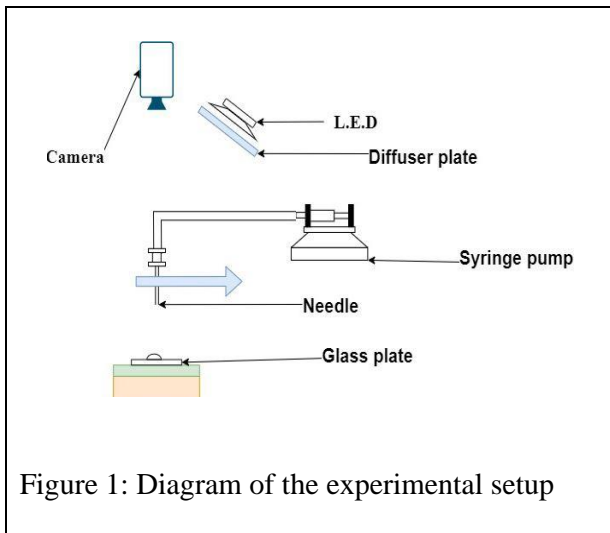 L.E.D
Camera
Diffuser plate
Syringe pump
Needle
Glass plate
Figure 1: Diagram of the experimental setup